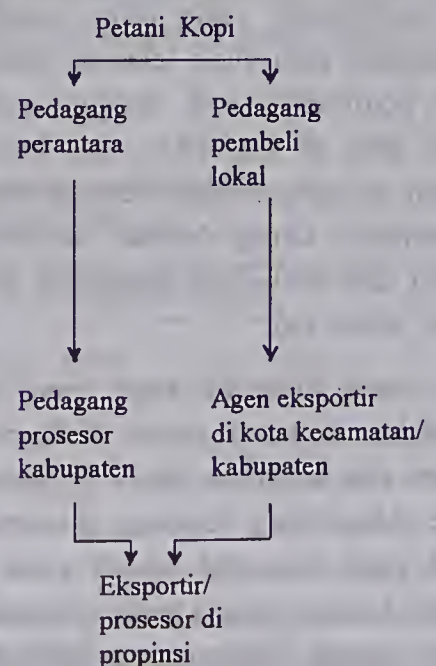 Petani Kopi
Pedagang
perantara
Pedagang
pembeli
lokal
Pedagang
prosesor
kabupaten
Agen eksportir
di kota kecamatan/
kabupaten
Eksportir/
prosesor di
propinsi